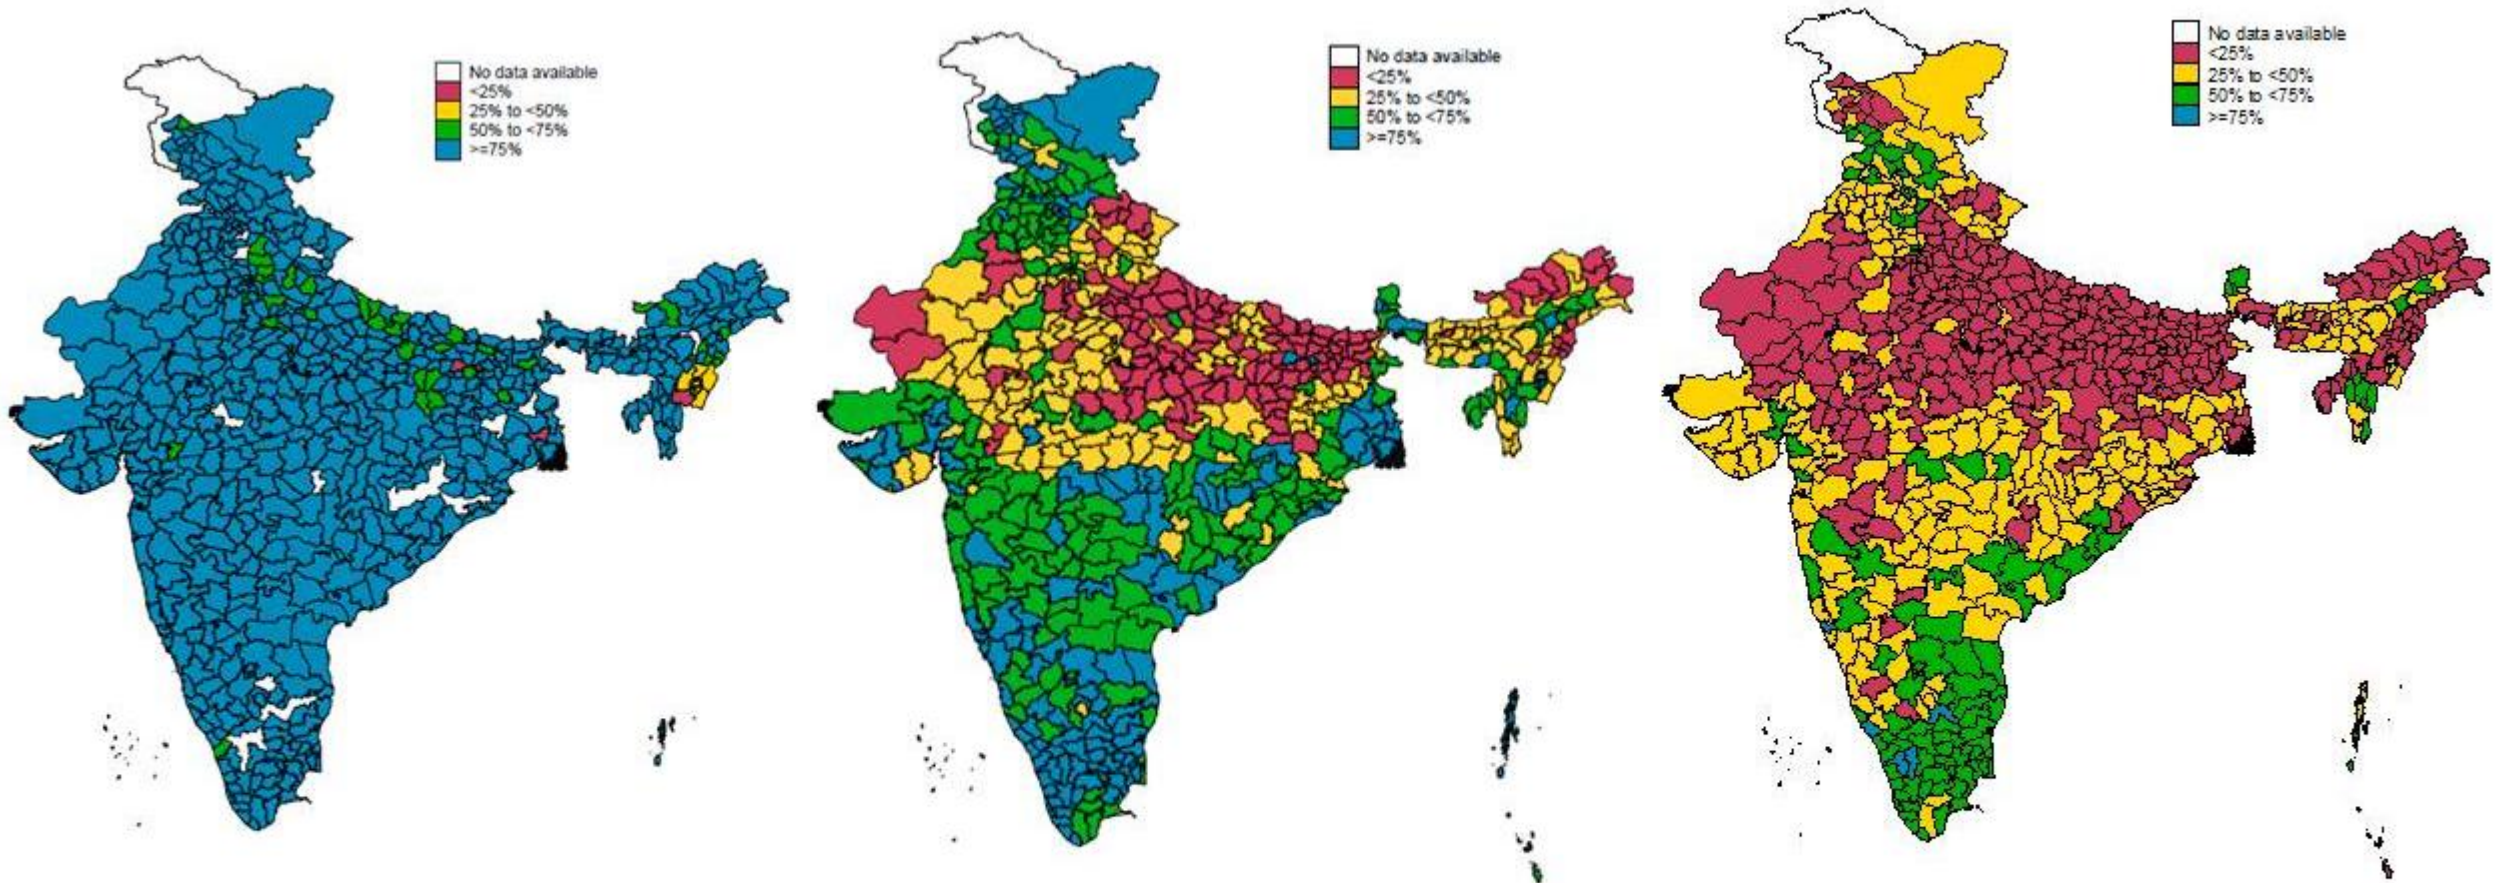 No data available
<25%
25% to <50%
50% to <75%
>=75%
No data available
<25%
25% to <50%
50% to <75%
>=75%
No data available
<25%
25% to <50%
50% to <75%
>=75%